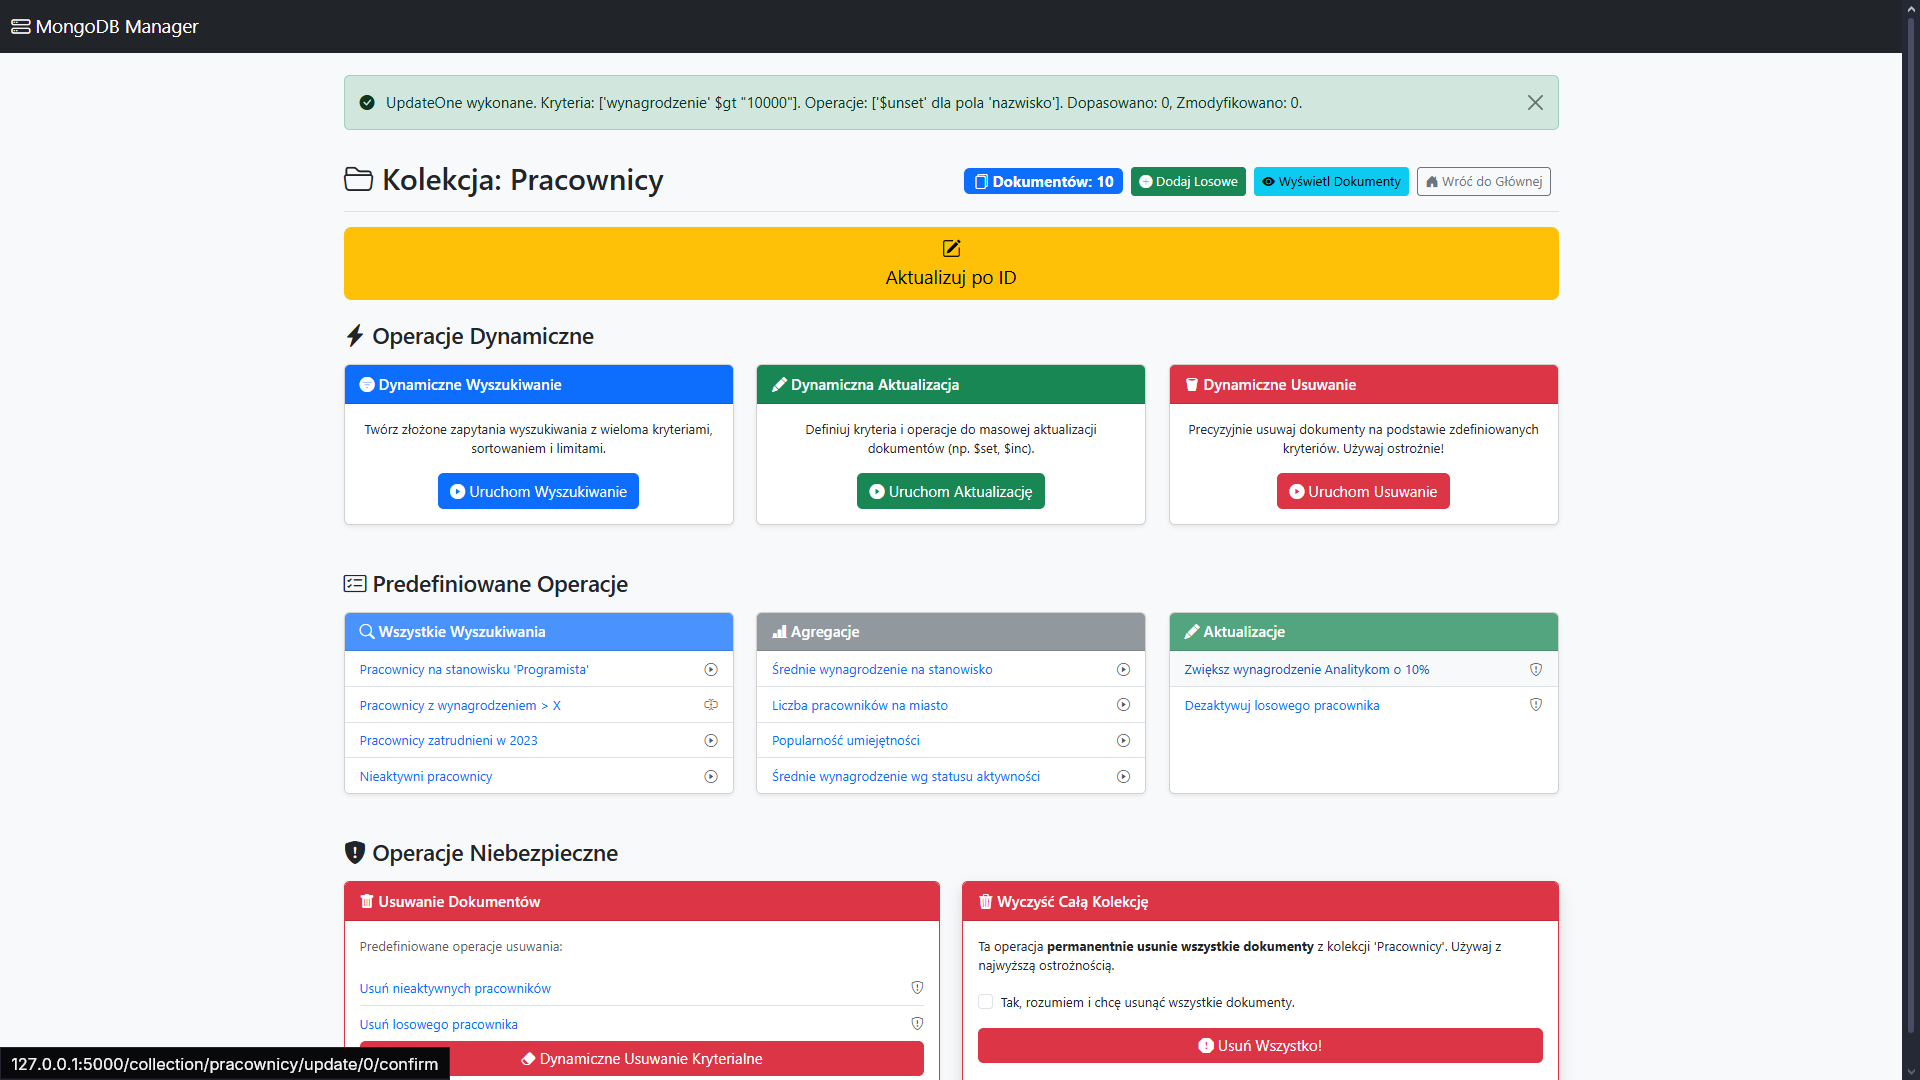 MongoDB Manager
UpdateOne wykonane. Kryteria: ['wynagrodzenie' $gt "10000"]. Operacje: ['$unset' dla pola 'nazwisko']. Dopasowano: 0, Zmodyfikowano: 0.
Kolekcja: Pracownicy
Dokumentów: 10
Dodaj Losowe
Wyświetl Dokumenty
Wróć do Głównej
Aktualizuj po ID
Operacje Dynamiczne
Dynamiczne Wyszukiwanie
Twórz złożone zapytania wyszukiwania z wieloma kryteriami,
sortowaniem i limitami.
Uruchom Wyszukiwanie
Dynamiczna Aktualizacja
Definiuj kryteria i operacje do masowej aktualizacji
dokumentów (np. $set, $inc).
Uruchom Aktualizację
Dynamiczne Usuwanie
Precyzyjnie usuwaj dokumenty na podstawie zdefiniowanych
kryteriów. Używaj ostrożnie!
Uruchom Usuwanie
Predefiniowane Operacje
Wszystkie Wyszukiwania
Pracownicy na stanowisku 'Programista'
Pracownicy z wynagrodzeniem > X
Pracownicy zatrudnieni w 2023
Nieaktywni pracownicy
Agregacje
Średnie wynagrodzenie na stanowisko
Liczba pracowników na miasto
Popularność umiejętności
Średnie wynagrodzenie wg statusu aktywności
Aktualizacje
Zwiększ wynagrodzenie Analitykom o 10%
Dezaktywuj losowego pracownika
Operacje Niebezpieczne
Usuwanie Dokumentów
Predefiniowane operacje usuwania:
Usuń nieaktywnych pracowników
Usuń losowego pracownika
Dynamiczne Usuwanie Kryterialne
Wyczyść Całą Kolekcję
Ta operacja permanentnie usunie wszystkie dokumenty z kolekcji 'Pracownicy'. Używaj z
najwyższą ostrożnością.
Tak, rozumiem i chcę usunąć wszystkie dokumenty.
Usuń Wszystko!
127.0.0.1:5000/collection/pracownicy/update/0/confirm